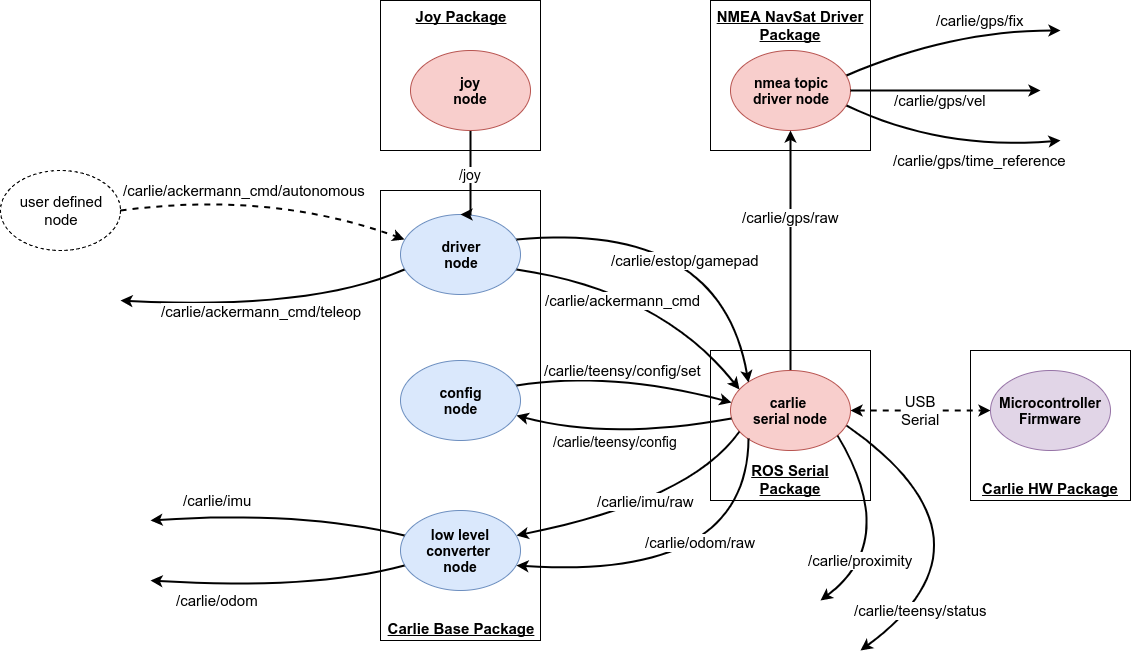 Joy Package
joy
node
/joy
NMEA NavSat Driver
Package
nmea topic
driver node
/carlie/gps/fix
/carlie/gps/vel
/carlie/gps/time_reference
/carlie/gps/raw
user defined
node
/carlie/ackermann_cmd/autonomous
driver
node
/carlie/ackermann_cmd/teleop
/carlie/estop/gamepad
/carlie/ackermann_cmd
config
node
/carlie/teensy/config/set
/carlie/teensy/config
carlie
serial node
ROS Serial
Package
USB
Serial
Microcontroller
Firmware
Carlie HW Package
/carlie/imu/raw
/carlie/odom/raw
/carlie/proximity
/carlie/teensy/status
low level
converter
node
/carlie/imu
/carlie/odom
Carlie Base Package